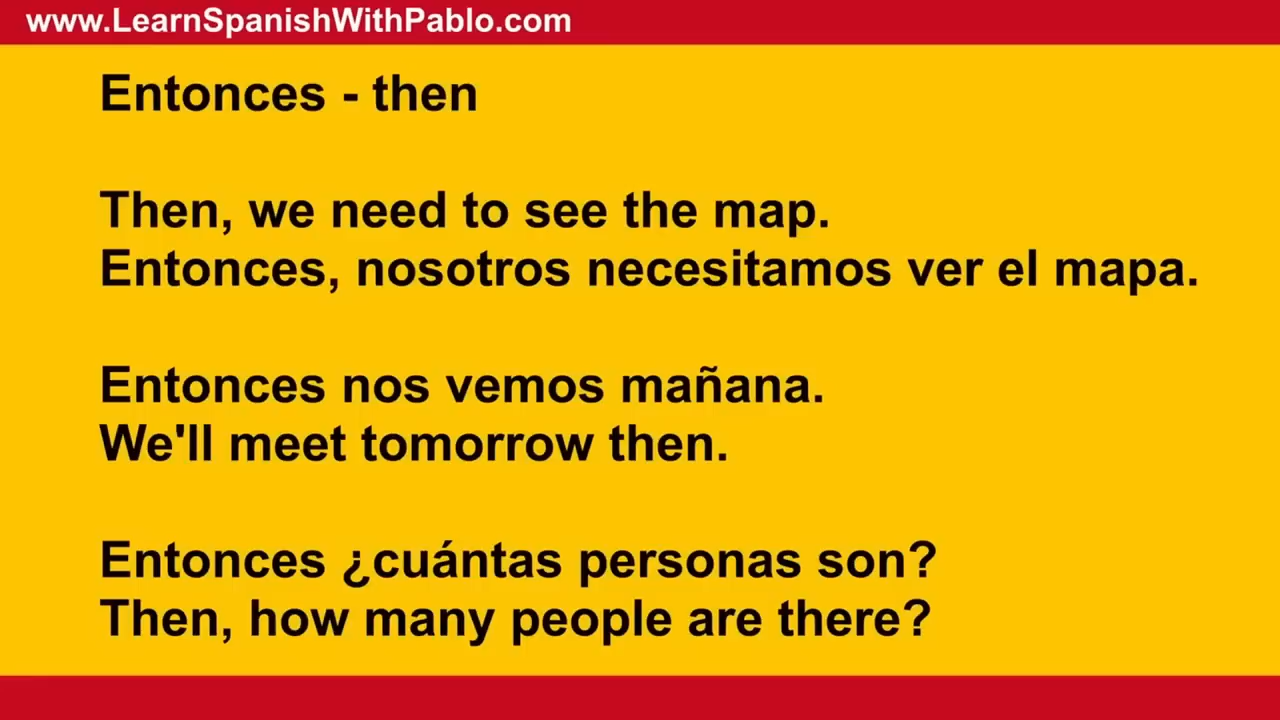 www.LearnSpanishWithPablo.com
Entonces - then
Then, we need to see the map.
Entonces, nosotros necesitamos ver el mapa.
Entonces nos vemos mañana.
We'll meet tomorrow then.
Entonces ¿cuántas personas son?
Then, how many people are there?